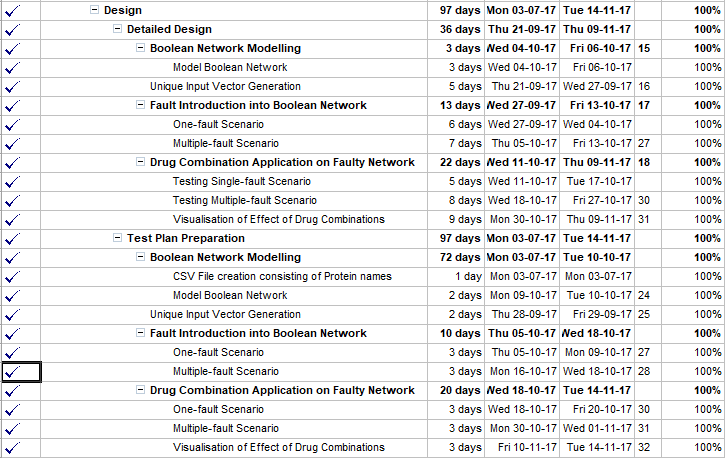 Design 97 days Mon 03-07-17 Tue 14-11-17 100%
Detailed Design 36 days Thu 21-09-17 Thu 09-11-17 100%
Boolean Network Modelling 3 days Wed 04-10-17 Fri 06-10-17 15 100%
Model Boolean Network 3 days Wed 04-10-17 Fri 06-10-17 100%
Unique Input Vector Generation 5 days Thu 21-09-17 Wed 27-09-17 16 100%
Fault Introduction into Boolean Network 13 days Wed 27-09-17 Fri 13-10-17 17 100%
One-fault Scenario 6 days Wed 27-09-17 Wed 04-10-17 100%
Multiple-fault Scenario 7 days Thu 05-10-17 Fri 13-10-17 27 100%
Drug Combination Application on Faulty Network 22 days Wed 11-10-17 Thu 09-11-17 18 100%
Testing Single-fault Scenario 5 days Wed 11-10-17 Tue 17-10-17 100%
Testing Multiple-fault Scenario 8 days Wed 18-10-17 Fri 27-10-17 30 100%
Visualisation of Effect of Drug Combinations 9 days Mon 30-10-17 Thu 09-11-17 31 100%
Test Plan Preparation 97 days Mon 03-07-17 Tue 14-11-17 100%
Boolean Network Modelling 72 days Mon 03-07-17 Tue 10-10-17 100%
CSV File creation consisting of Protein names 1 day Mon 03-07-17 Mon 03-07-17 100%
Model Boolean Network 2 days Mon 09-10-17 Tue 10-10-17 24 100%
Unique Input Vector Generation 2 days Thu 28-09-17 Fri 29-09-17 25 100%
Fault Introduction into Boolean Network 10 days Thu 05-10-17 Wed 18-10-17 100%
One-fault Scenario 3 days Thu 05-10-17 Mon 09-10-17 27 100%
Multiple-fault Scenario 3 days Mon 16-10-17 Wed 18-10-17 28 100%
Drug Combination Application on Faulty Network 20 days Wed 18-10-17 Tue 14-11-17 100%
One-fault Scenario 3 days Wed 18-10-17 Fri 20-10-17 30 100%
Multiple-fault Scenario 3 days Mon 30-10-17 Wed 01-11-17 31 100%
Visualisation of Effect of Drug Combinations 3 days Fri 10-11-17 Tue 14-11-17 32 100%